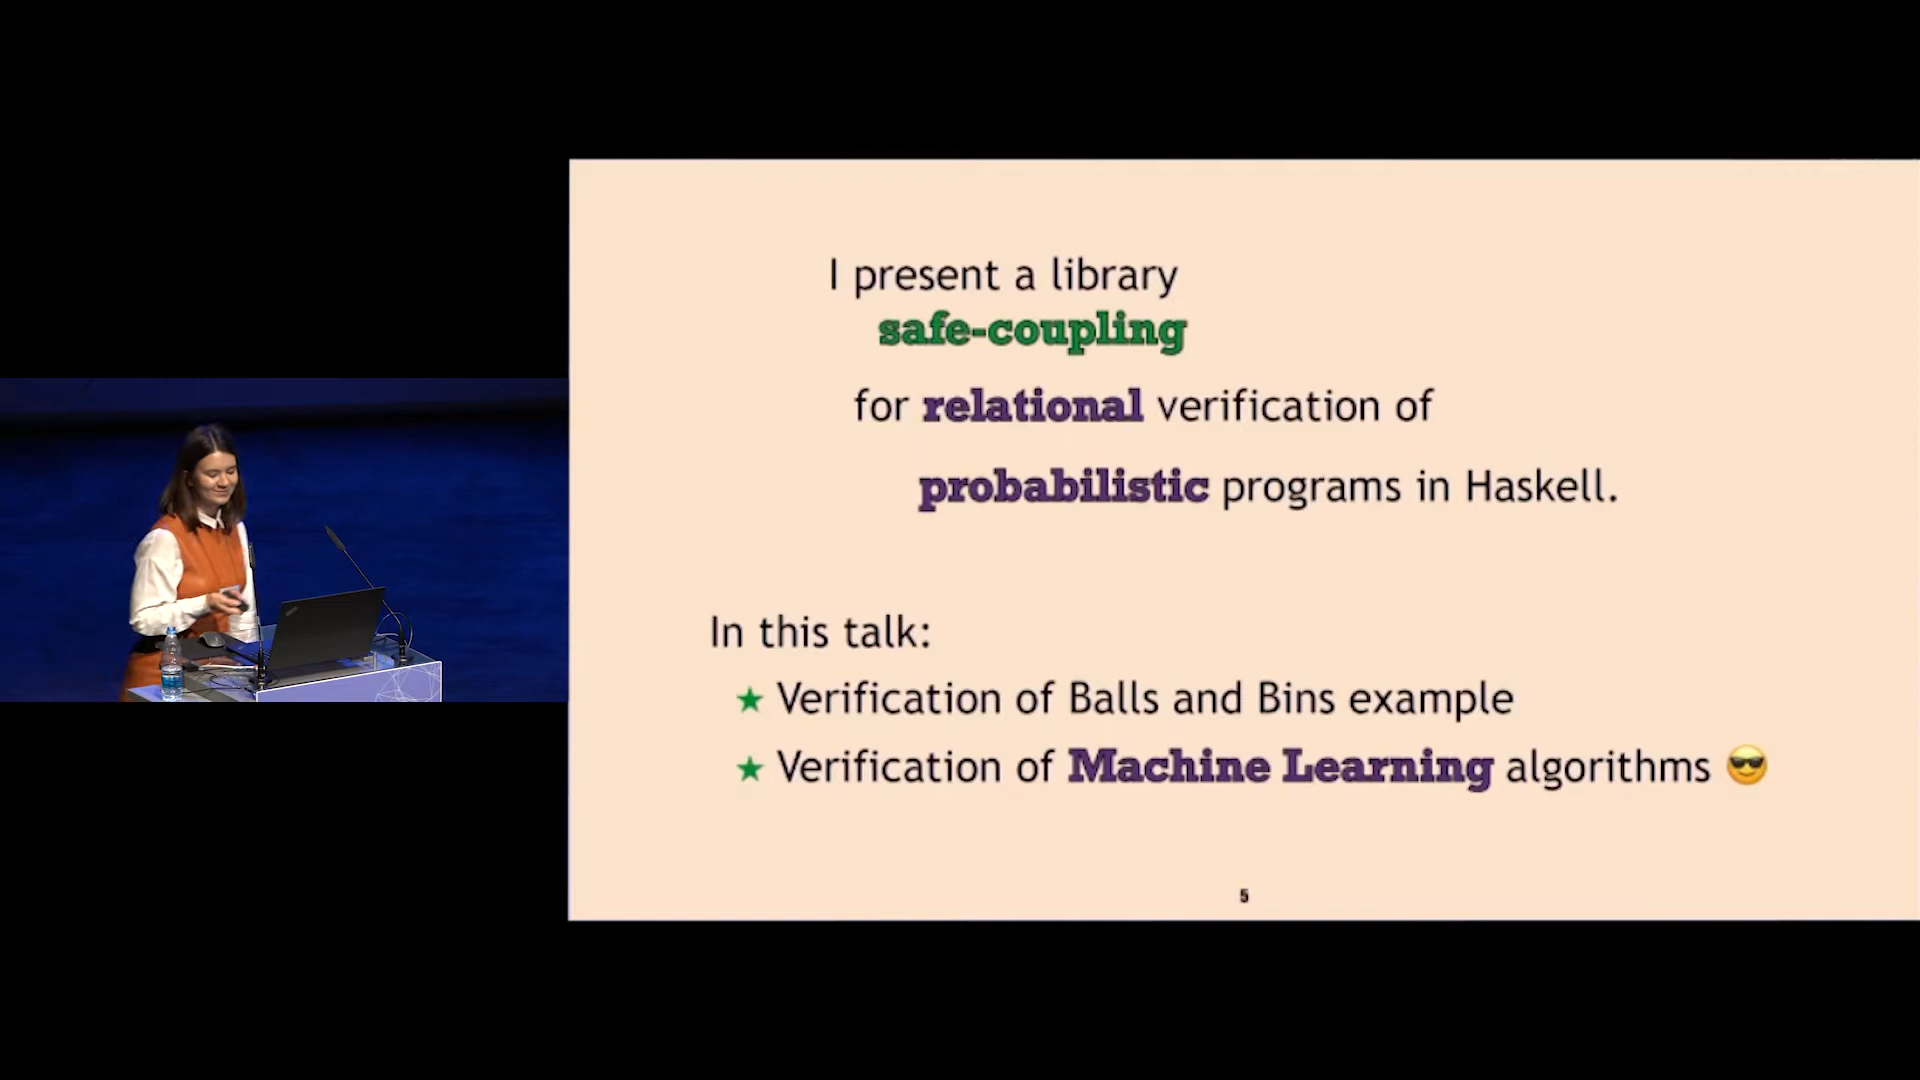 I present a library
safe-coupling
for relational verification of
probabilistic programs in Haskell.
In this talk:
★ Verification of Balls and Bins example
★ Verification of Machine Learning algorithms 😎
5